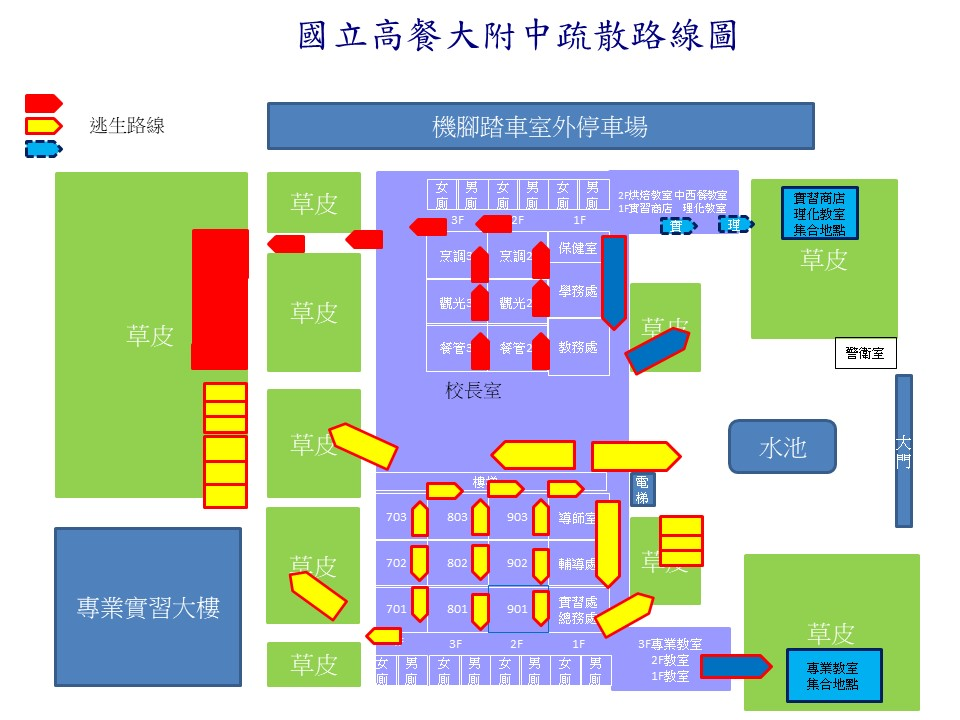 國立高餐大附中疏散路線圖
逃生路線
機腳踏車室外停車場
草皮
草皮
草皮
草皮
草皮
草皮
草皮
女廁
男廁
女廁
男廁
女廁
男廁
3F
2F
1F
2F烘焙教室 中西餐教室
1F實習商店 理化教室
實
理
實習商店
理化教室
集合地點
草皮
草皮
警衛室
烹調3
烹調2
保健室
觀光3
觀光2
學務處
餐管3
餐管2
教務處
校長室
水池
大門
電梯
703
803
903
導師室
702
802
902
輔導處
701
801
901
實習處
總務處
草皮
3F
2F
1F
女廁
男廁
女廁
男廁
女廁
男廁
女廁
男廁
3F專業教室
2F教室
1F教室
專業實習大樓
草皮
專業教室
集合地點